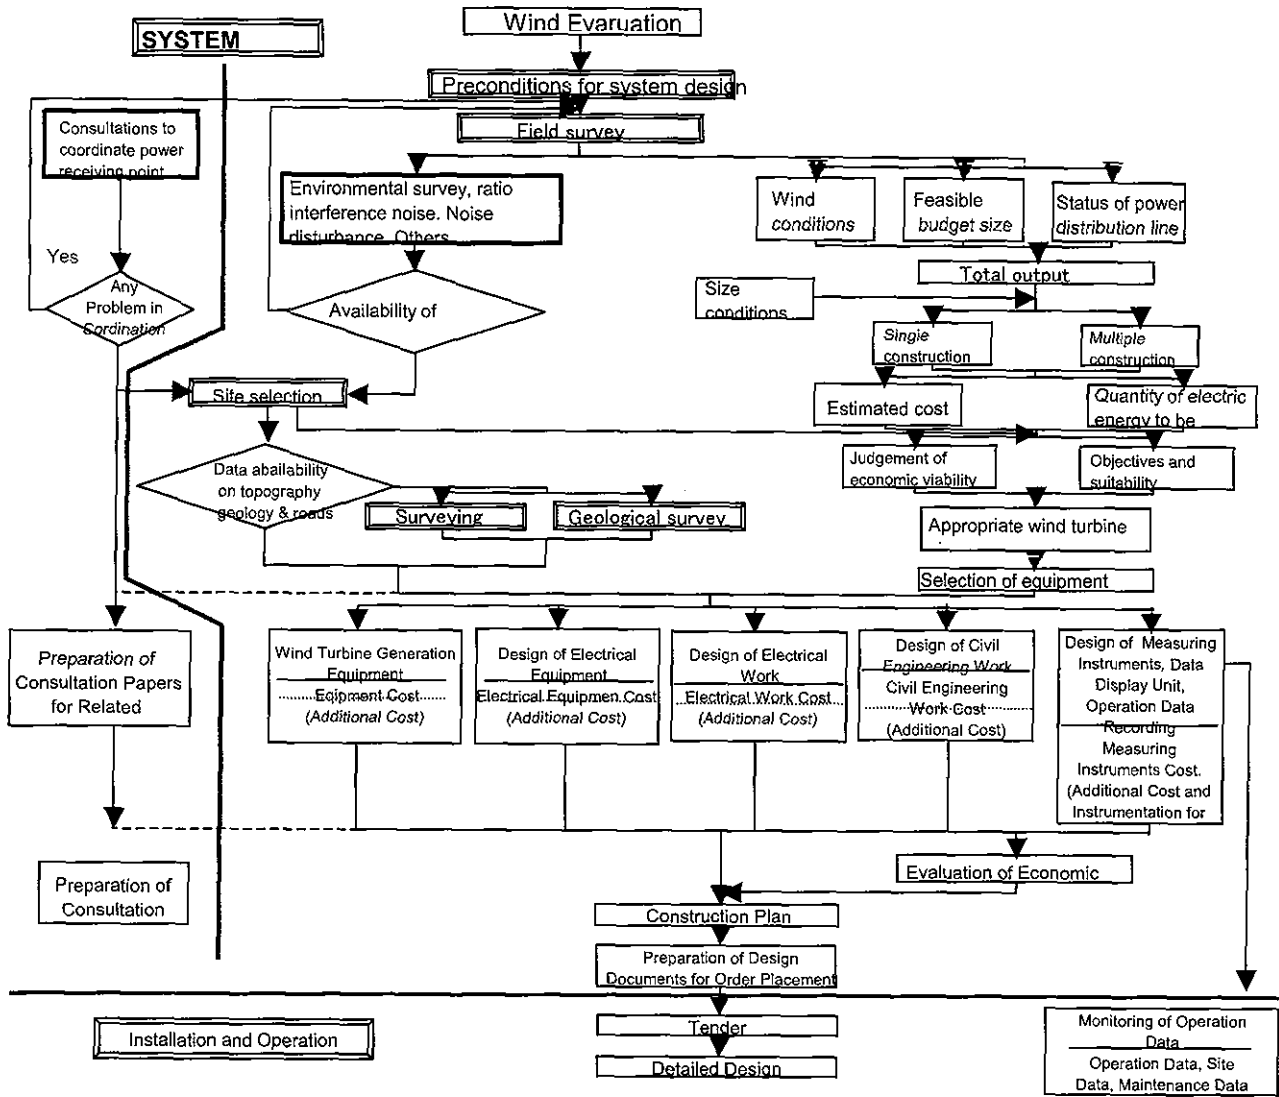 SYSTEM
Wind Evaruation
Preconditions for system design
Field survey
Consultations to
coordinate power
receiving point
Yes
Any
Problem in
Cordination
Environmental survey, ratio
interference noise. Noise
disturbance. Others
Availability of
Wind
conditions
Feasible
budget size
Status of power
distribution line
Total output
Size
conditions
Single
construction
Multiple
construction
Estimated cost
Quantity of electric
energy to be
Site selection
Judgement of
economic viability
Objectives and
suitability
Data abailability
on topography
geology & roads
Surveying
Geological survey
Appropriate wind turbine
Selection of equipment
Preparation of
Consultation Papers
for Related
Wind Turbine Generation
Equipment
Eqipment Cost
(Additional Cost)
Design of Electrical
Equipment
Electrical Equipmen Cost
(Additional Cost)
Design of Electrical
Work
Electrical Work Cost
(Additional Cost)
Design of Civil
Engineering Work
Civil Engineering
Work Cost
(Additional Cost)
Design of Measuring
Instruments, Data
Display Unit,
Operation Data
Recording
Measuring
Instruments Cost.
(Additional Cost and
Instrumentation for
Preparation of
Consultation
Evaluation of Economic
Construction Plan
Preparation of Design
Documents for Order Placement
Installation and Operation
Tender
Detailed Design
Monitoring of Operation
Data
Operation Data, Site
Data, Maintenance Data